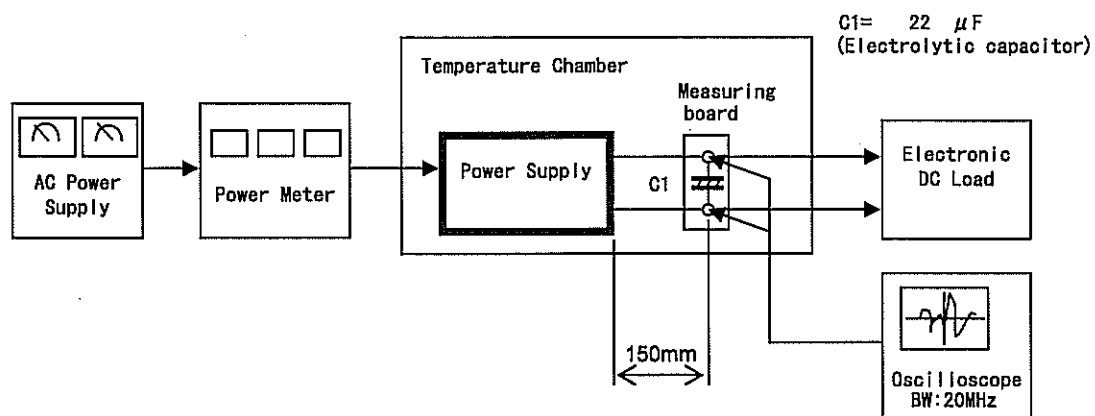 C1= 22 μF
(Electrolytic capacitor)
Temperature Chamber
Measuring
board
AC Power
Supply
Power Meter
Power Supply
C1
Electronic
DC Load
150mm
Oscilloscope
BW:20MHz